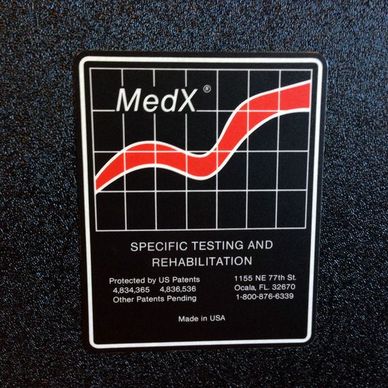 MedX ®
SPECIFIC TESTING AND
REHABILITATION
Protected by US Patents
4,834,365 4,836,536
Other Patents Pending
1155 NE 77th St.
Ocala, FL. 32670
1-800-876-6339
Made in USA